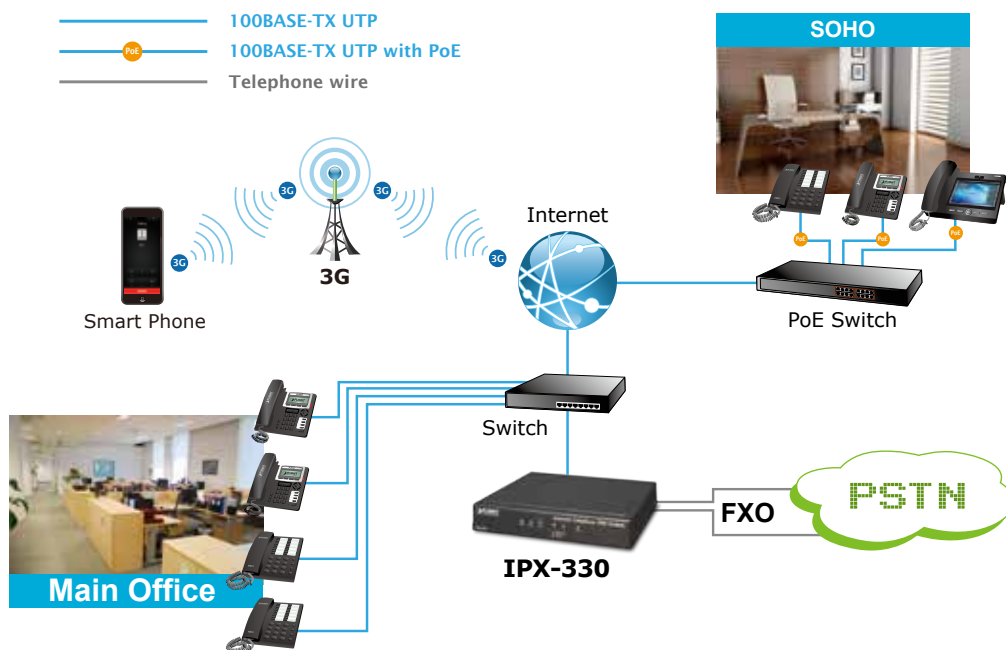 100BASE-TX UTP
PoE
100BASE-TX UTP with PoE
Telephone wire
SOHO
3G
3G
3G
3G
3G
Smart Phone
Internet
PoE
PoE
PoE
PoE Switch
Switch
Main Office
IPX-330
FXO
PSTN